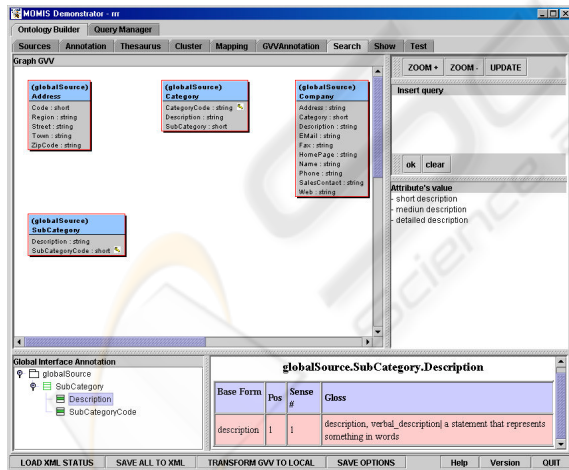 MOMIS Demonstrator - rrr
Ontology Builder Query Manager
Sources Annotation Thesaurus Cluster Mapping GVVAnnotation Search Show Test
Graph GVV
(globalSource)
Address
Code : short
Region : string
Street : string
Town : string
ZipCode : string
(globalSource)
Category
CategoryCode : string
Description : string
SubCategory : short
(globalSource)
Company
Address : string
Category : short
Description : string
EMail : string
Fax : string
HomePage : string
Name : string
Phone : string
SalesContact : string
Web : string
(globalSource)
SubCategory
Description : string
SubCategoryCode : short
ZOOM + ZOOM - UPDATE
Insert query
ok clear
Attribute's value
- short description
- mediun description
- detailed description
Global Interface Annotation
globalSource
SubCategory
Description
SubCategoryCode
globalSource.SubCategory.Description
Base Form Pos Sense # Gloss
description 1 1 description, verbal_description| a statement that represents something in words
LOAD XML STATUS SAVE ALL TO XML TRANSFORM GVV TO LOCAL SAVE OPTIONS Help Version QUIT